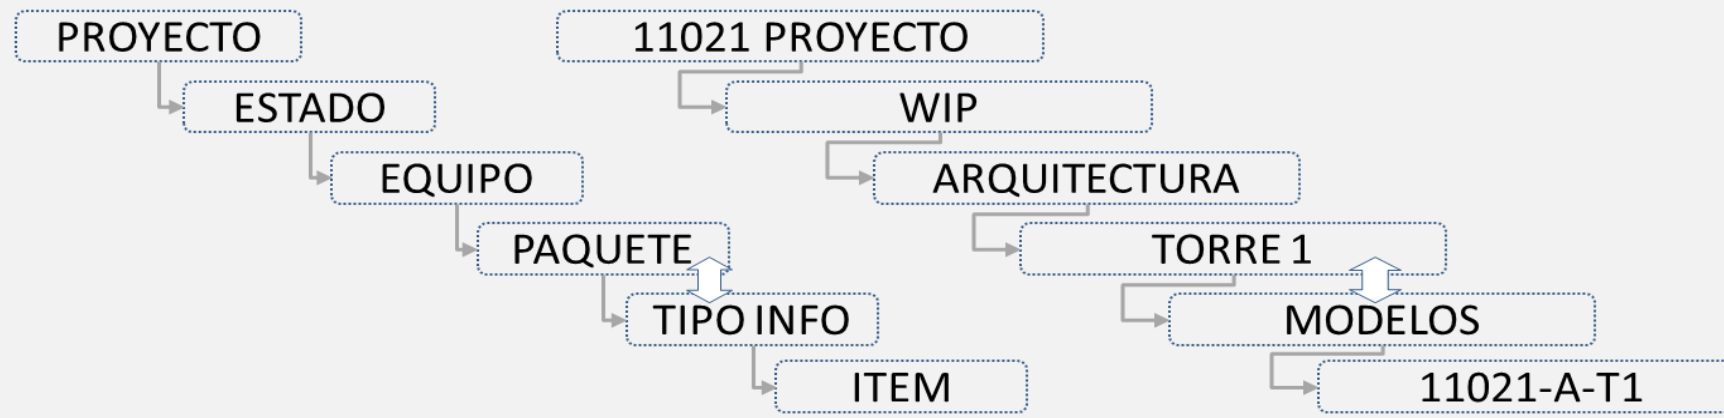 PROYECTO
ESTADO
EQUIPO
PAQUETE
TIPO INFO
ITEM
11021 PROYECTO
WIP
ARQUITECTURA
TORRE 1
MODELOS
11021-A-T1